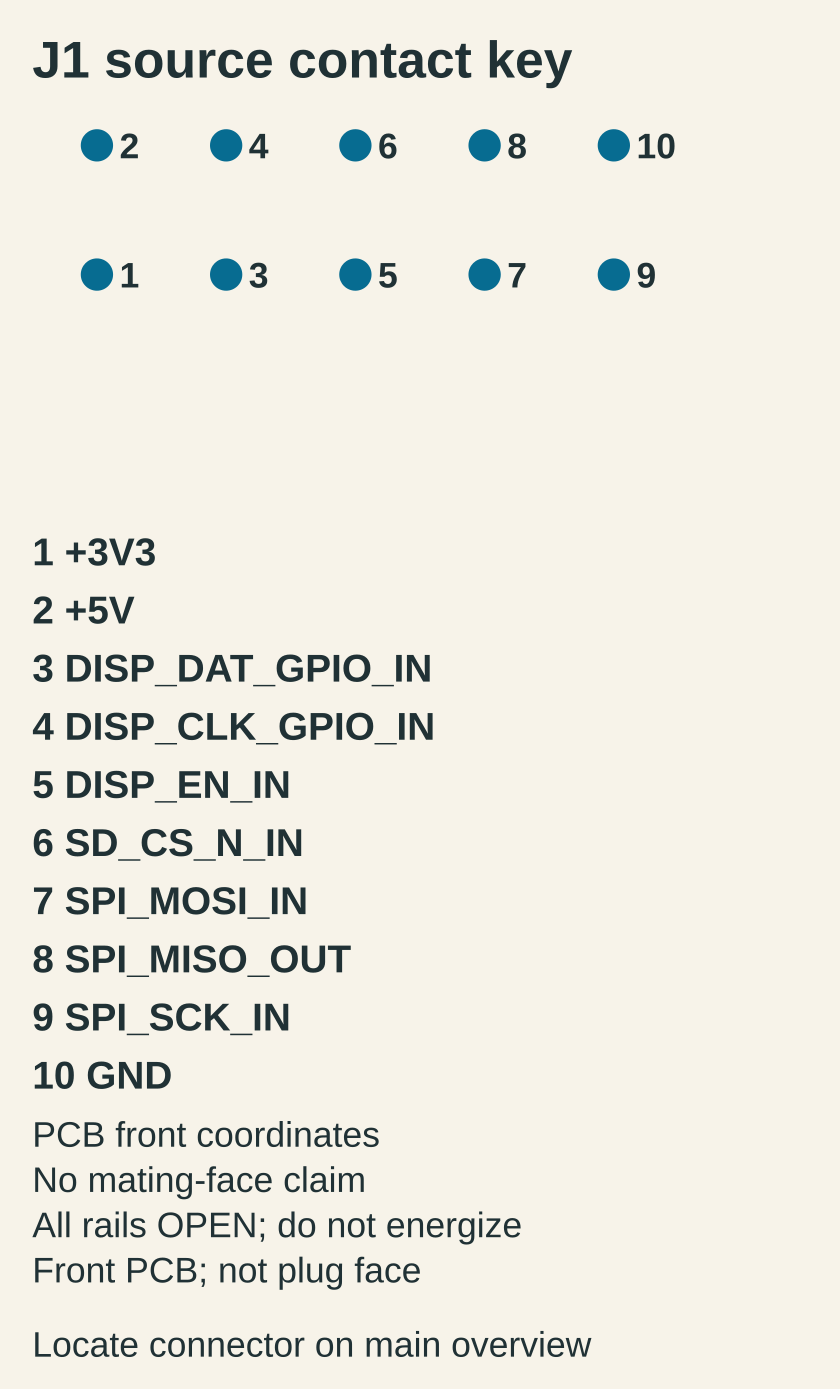 J1 source contact key
2 4 6 8 10
1 3 5 7 9
1 +3V3
2 +5V
3 DISP_DAT_GPIO_IN
4 DISP_CLK_GPIO_IN
5 DISP_EN_IN
6 SD_CS_N_IN
7 SPI_MOSI_IN
8 SPI_MISO_OUT
9 SPI_SCK_IN
10 GND
PCB front coordinates
No mating-face claim
All rails OPEN; do not energize
Front PCB; not plug face
Locate connector on main overview